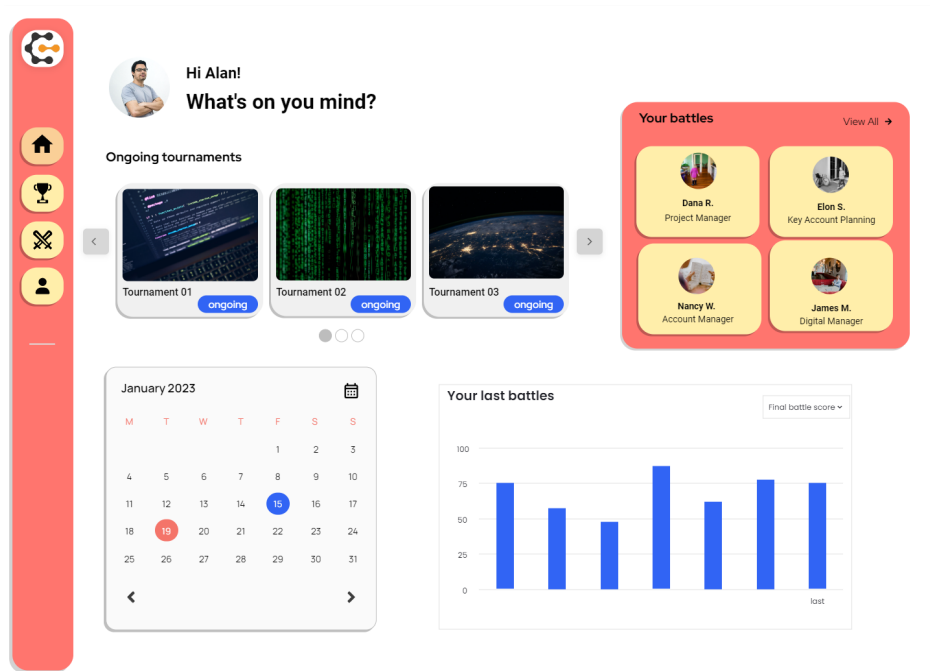 Hi Alan!
What's on you mind?
Ongoing tournaments
Tournament 01
ongoing
Tournament 02
ongoing
Tournament 03
ongoing
Your battles
View All
Dana R.
Project Manager
Elon S.
Key Account Planning
Nancy W.
Account Manager
James M.
Digital Manager
January 2023
M T W T F S S
1 2 3
4 5 6 7 8 9 10
11 12 13 14 15 16 17
18 19 20 21 22 23 24
25 26 27 28 29 30 31
Your last battles
Final battle score
100
75
50
25
0
last